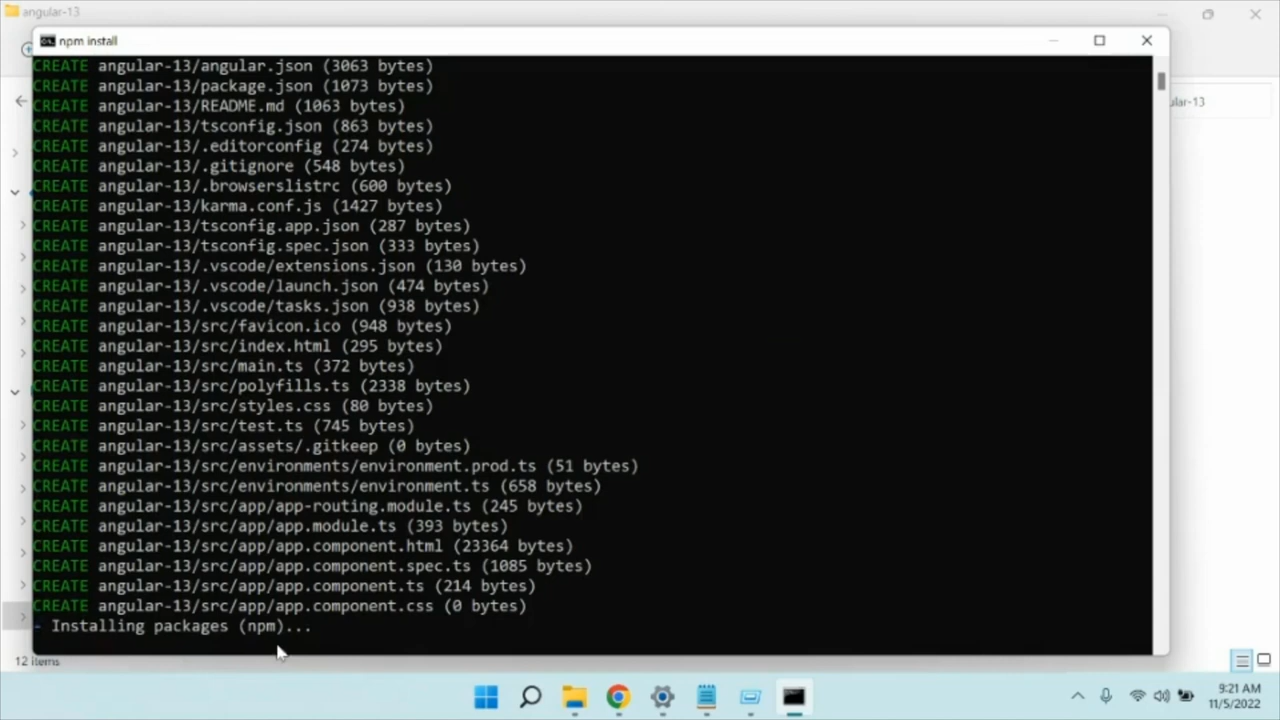 angular-13
npm install
CREATE angular-13/angular.json (3063 bytes)
CREATE angular-13/package.json (1073 bytes)
CREATE angular-13/README.md (1063 bytes)
CREATE angular-13/tsconfig.json (863 bytes)
CREATE angular-13/.editorconfig (274 bytes)
CREATE angular-13/.gitignore (548 bytes)
CREATE angular-13/.browserslistrc (600 bytes)
CREATE angular-13/karma.conf.js (1427 bytes)
CREATE angular-13/tsconfig.app.json (287 bytes)
CREATE angular-13/tsconfig.spec.json (333 bytes)
CREATE angular-13/.vscode/extensions.json (130 bytes)
CREATE angular-13/.vscode/launch.json (474 bytes)
CREATE angular-13/.vscode/tasks.json (938 bytes)
CREATE angular-13/src/favicon.ico (948 bytes)
CREATE angular-13/src/index.html (295 bytes)
CREATE angular-13/src/main.ts (372 bytes)
CREATE angular-13/src/polyfills.ts (2338 bytes)
CREATE angular-13/src/styles.css (80 bytes)
CREATE angular-13/src/test.ts (745 bytes)
CREATE angular-13/src/assets/.gitkeep (0 bytes)
CREATE angular-13/src/environments/environment.prod.ts (51 bytes)
CREATE angular-13/src/environments/environment.ts (658 bytes)
CREATE angular-13/src/app/app-routing.module.ts (245 bytes)
CREATE angular-13/src/app/app.module.ts (393 bytes)
CREATE angular-13/src/app/app.component.html (23364 bytes)
CREATE angular-13/src/app/app.component.spec.ts (1085 bytes)
CREATE angular-13/src/app/app.component.ts (214 bytes)
CREATE angular-13/src/app/app.component.css (0 bytes)
- Installing packages (npm)...
ular-13
12 items
9:21 AM
11/5/2022